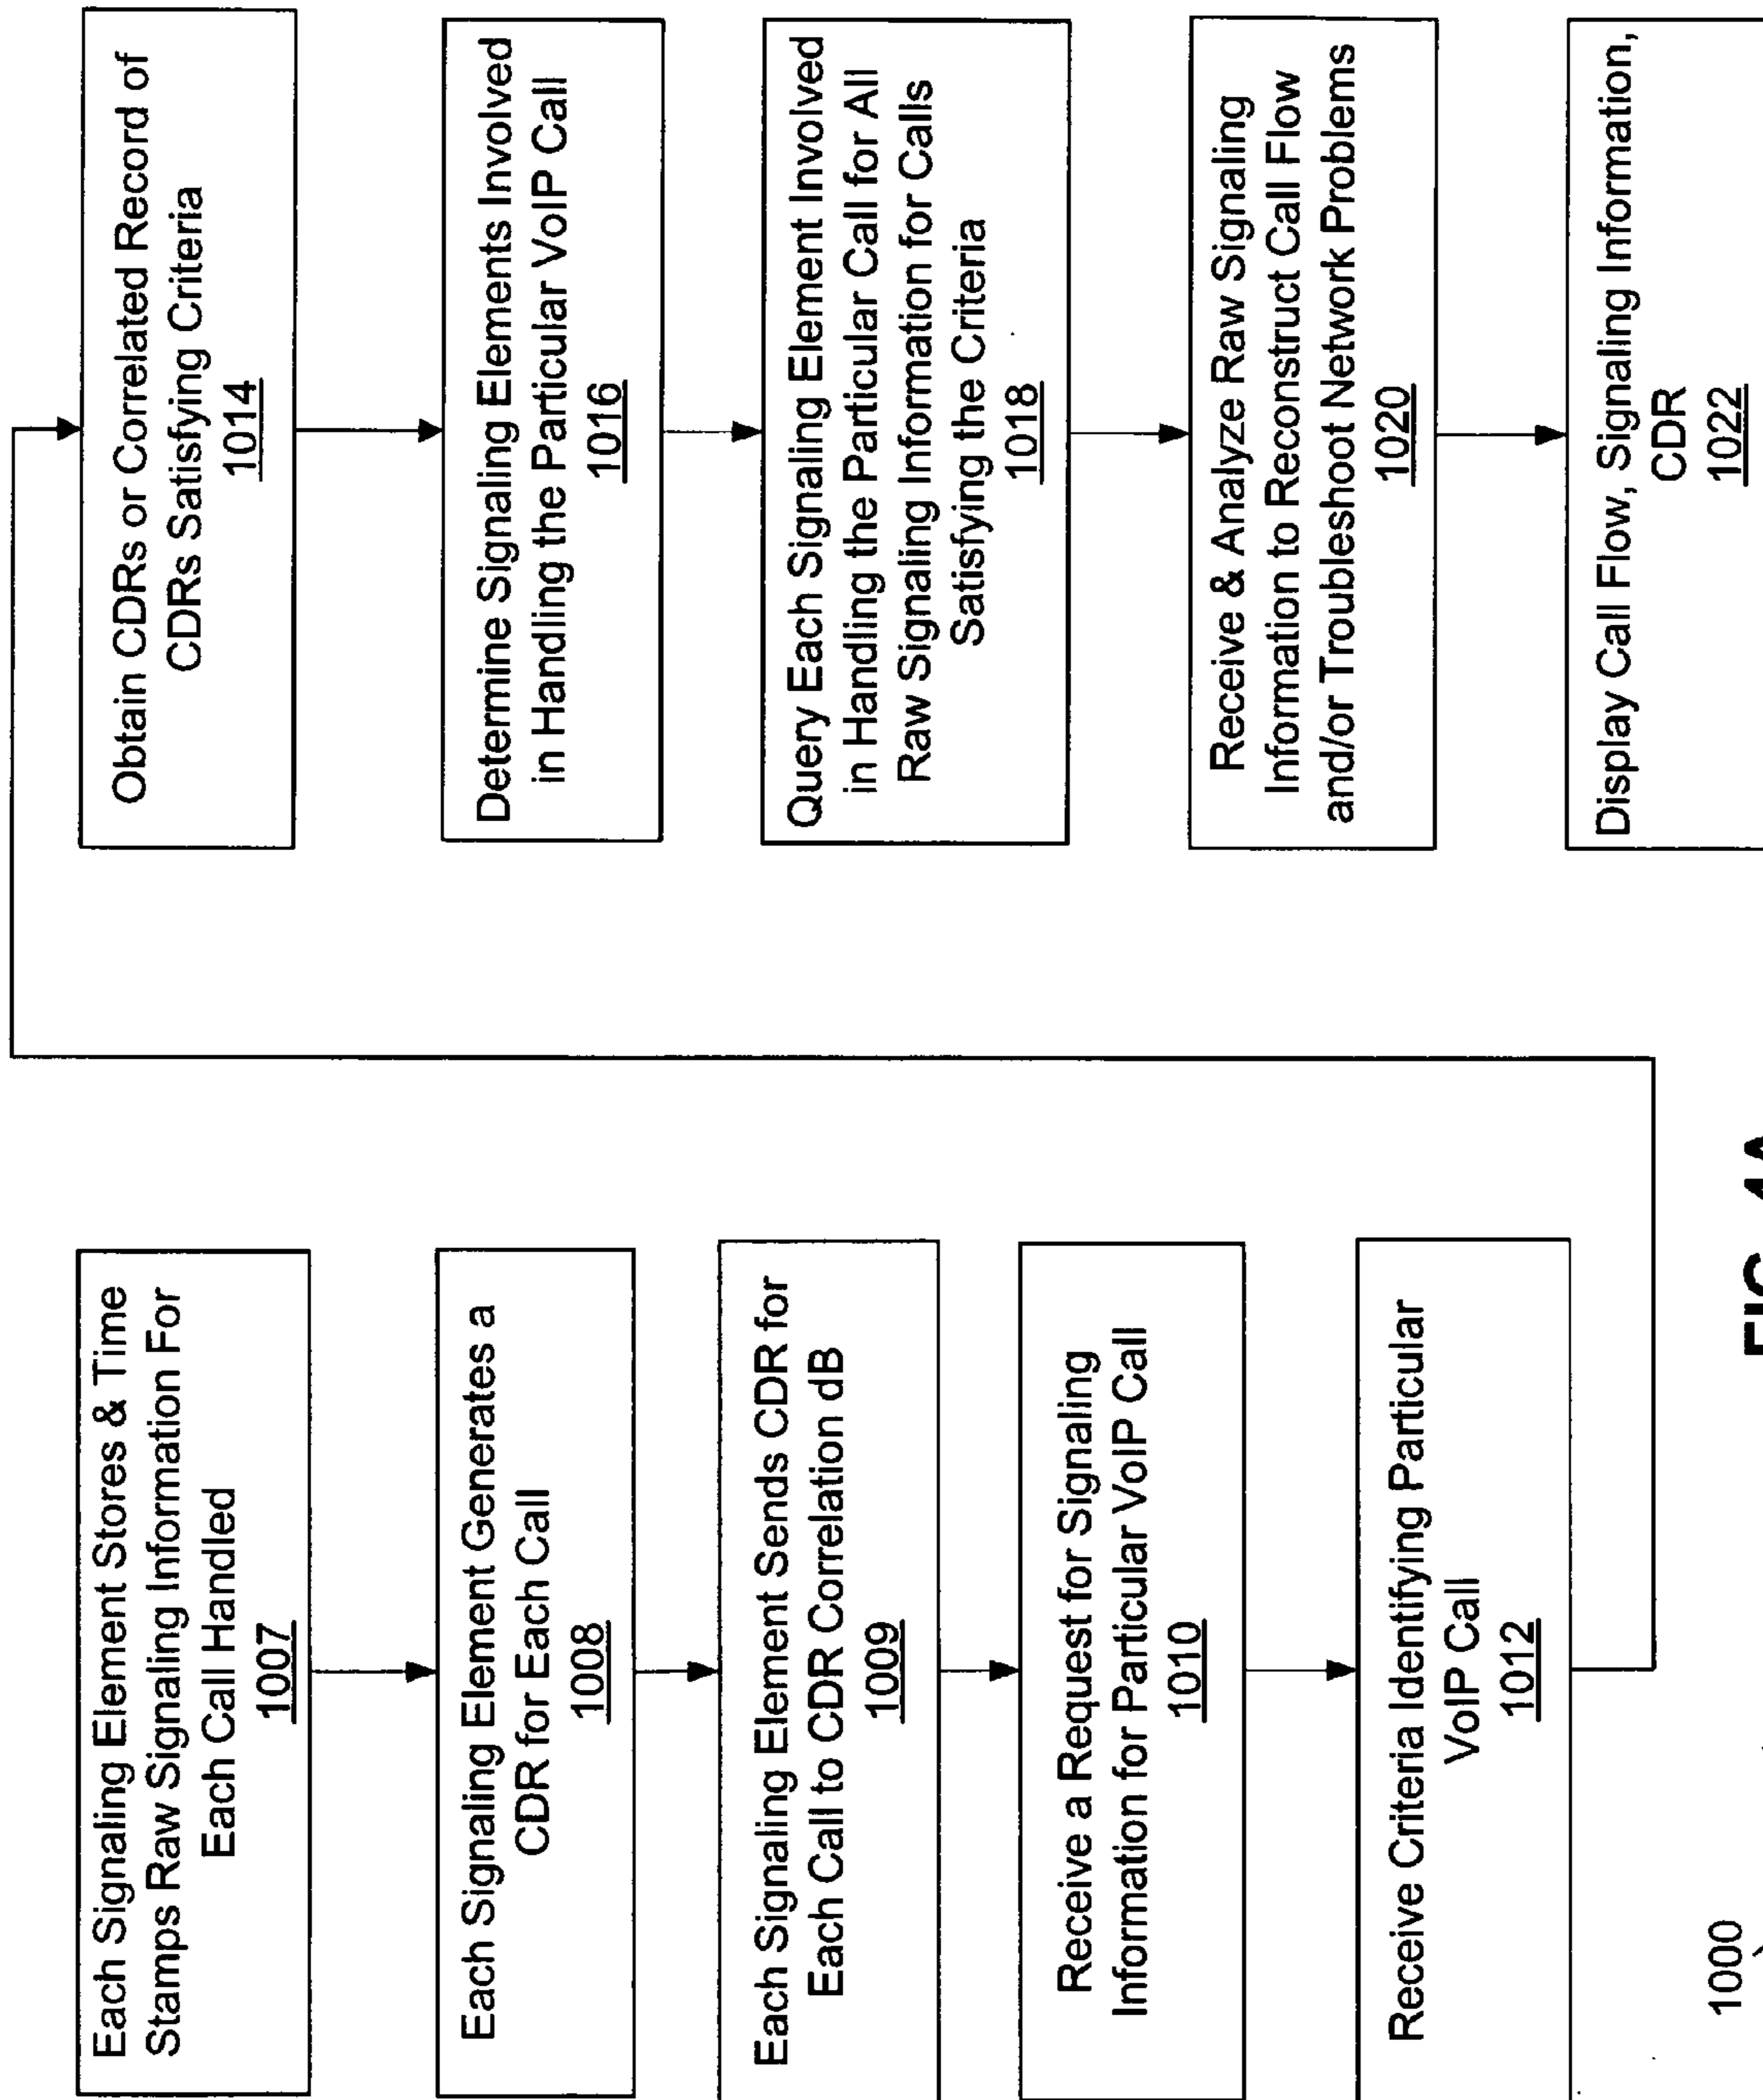 Each Signaling Element Stores & Time
Stamps Raw Signaling Information For
Each Call Handled
1007
Each Signaling Element Generates a
CDR for Each Call
1008
Each Signaling Element Sends CDR for
Each Call to CDR Correlation dB
1009
Receive a Request for Signaling
Information for Particular VoIP Call
1010
Receive Criteria Identifying Particular
VoIP Call
1012
Obtain CDRs or Correlated Record of
CDRs Satisfying Criteria
1014
Determine Signaling Elements Involved
in Handling the Particular VoIP Call
1016
Query Each Signaling Element Involved
in Handling the Particular Call for All
Raw Signaling Information for Calls
Satisfying the Criteria
1018
Receive & Analyze Raw Signaling
Information to Reconstruct Call Flow
and/or Troubleshoot Network Problems
1020
Display Call Flow, Signaling Information,
CDR
1022
1000